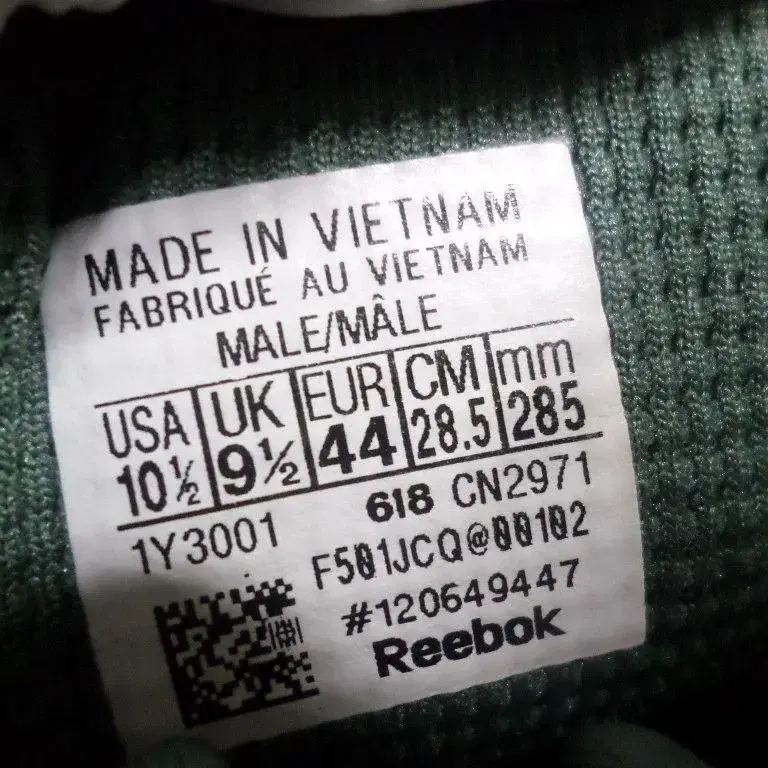 MADE IN VIETNAM
FABRIQUÉ AU VIETNAM
MALE/MÂLE
USA UK EUR CM mm
10½ 9½ 44 28.5 285
1Y3001 618 CN2971
F501JCQ@00102
#120649447
Reebok